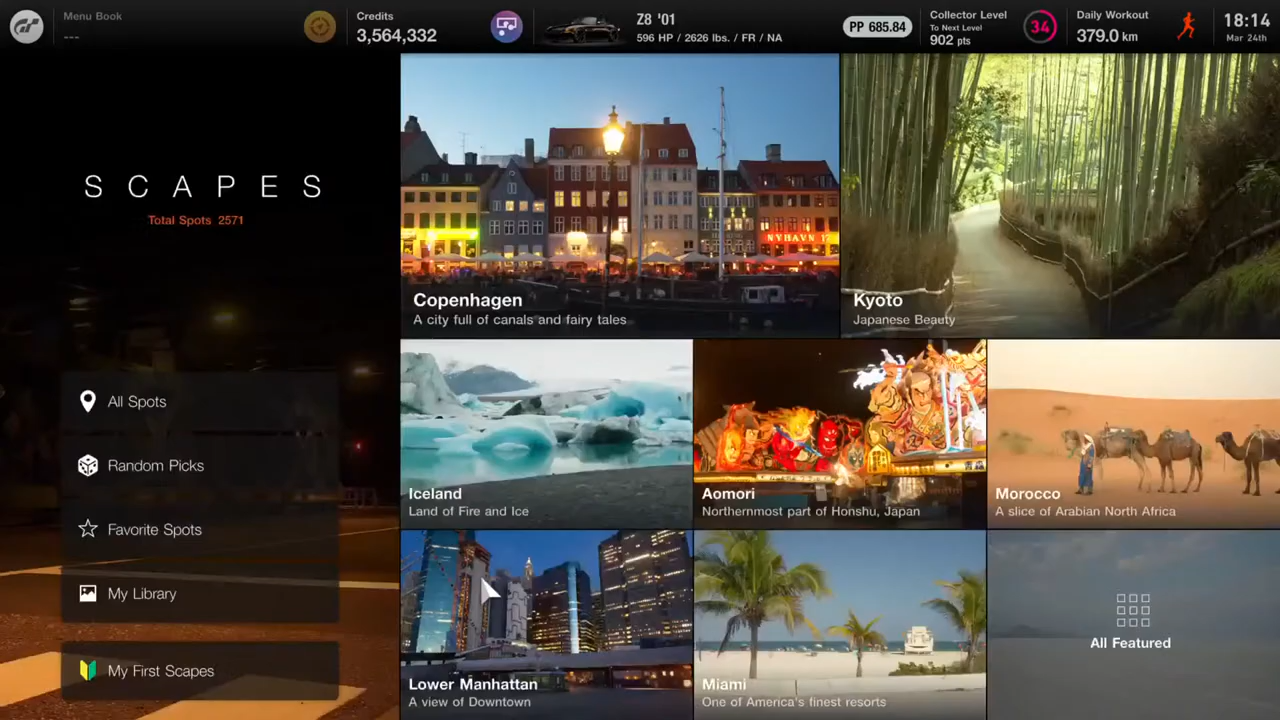 Menu Book
---
Credits
3,564,332
Z8 '01
596 HP / 2626 lbs. / FR / NA
PP 685.84
Collector Level
To Next Level
902 pts
34
Daily Workout
379.0 km
18:14
Mar 24th
SCAPES
Total Spots 2571
All Spots
Random Picks
Favorite Spots
My Library
My First Scapes
NYHAVN 17
Copenhagen
A city full of canals and fairy tales
Kyoto
Japanese Beauty
Iceland
Land of Fire and Ice
Aomori
Northernmost part of Honshu, Japan
Morocco
A slice of Arabian North Africa
Lower Manhattan
A view of Downtown
Miami
One of America's finest resorts
All Featured